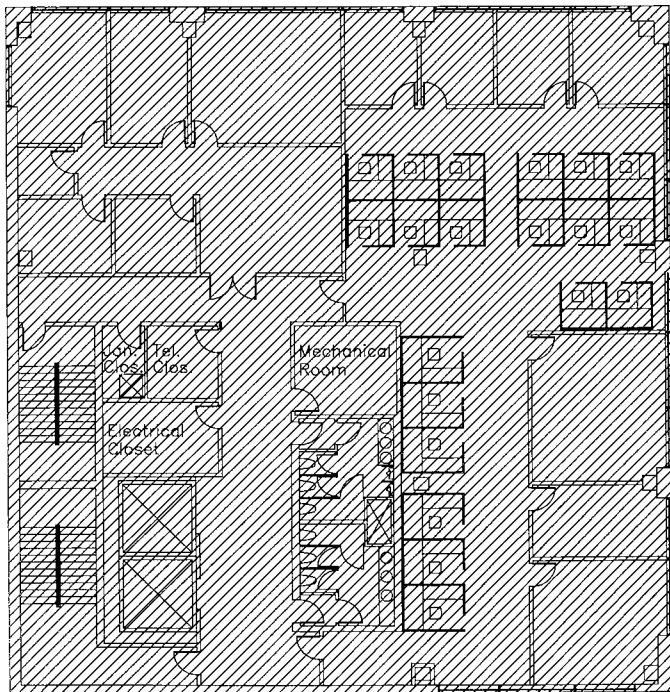 Jan. Tel.
Clos. Clos.
Mechanical
Room
Electrical
Closet